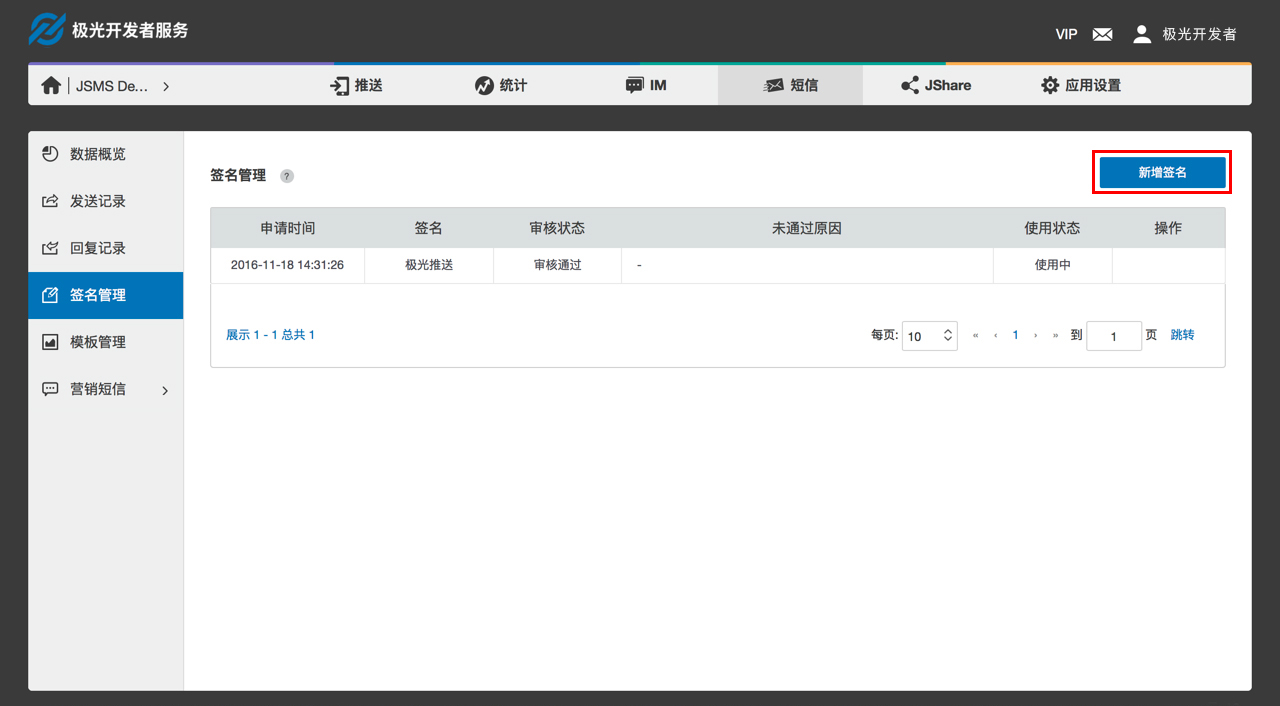 极光开发者服务
VIP 极光开发者
JSMS De... 推送 统计 IM 短信 JShare 应用设置
数据概览
发送记录
回复记录
签名管理
模板管理
营销短信
签名管理 ?
新增签名
申请时间 签名 审核状态 未通过原因 使用状态 操作
2016-11-18 14:31:26 极光推送 审核通过 - 使用中
展示 1 - 1 总共 1 每页: 10 « ‹ 1 › » 到 1 页 跳转